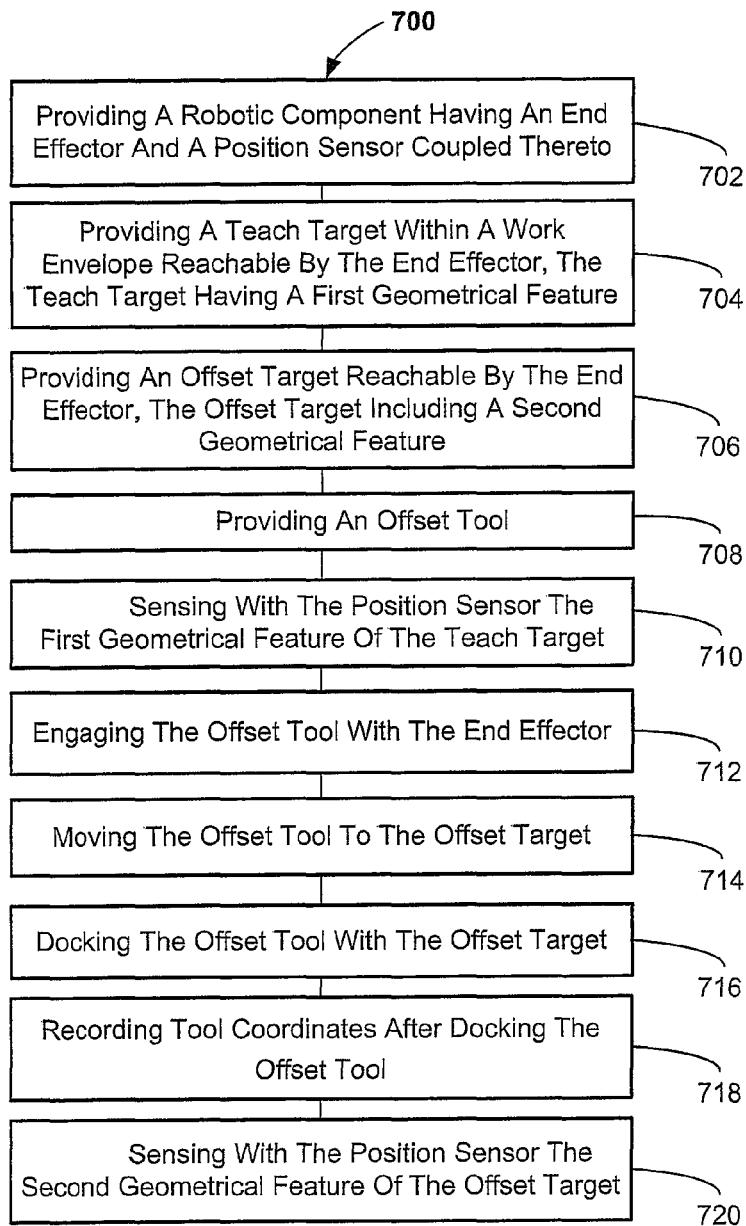 700
Providing A Robotic Component Having An End
Effector And A Position Sensor Coupled Thereto
702
Providing A Teach Target Within A Work
Envelope Reachable By The End Effector, The
Teach Target Having A First Geometrical Feature
704
Providing An Offset Target Reachable By The End
Effector, The Offset Target Including A Second
Geometrical Feature
706
Providing An Offset Tool
708
Sensing With The Position Sensor The
First Geometrical Feature Of The Teach Target
710
Engaging The Offset Tool With The End Effector
712
Moving The Offset Tool To The Offset Target
714
Docking The Offset Tool With The Offset Target
716
Recording Tool Coordinates After Docking The
Offset Tool
718
Sensing With The Position Sensor The
Second Geometrical Feature Of The Offset Target
720